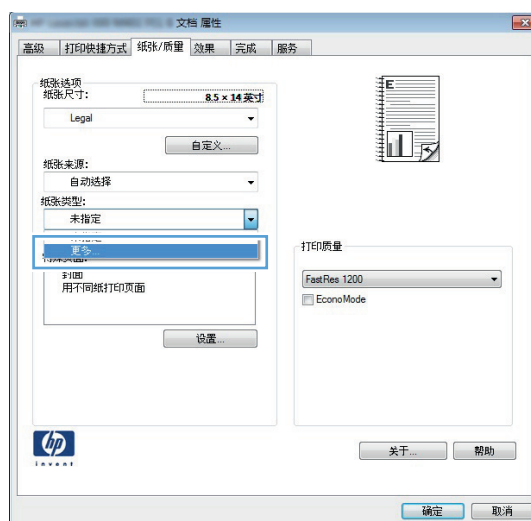 文档 属性
高级 打印快捷方式 纸张/质量 效果 完成 服务
纸张选项
纸张尺寸: 8.5 × 14 英寸
Legal
自定义...
纸张来源:
自动选择
纸张类型:
未指定
更多...
封面
用不同纸打印页面
设置...
E
打印质量
FastRes 1200
EconoMode
hp
invent
关于... 帮助
确定 取消